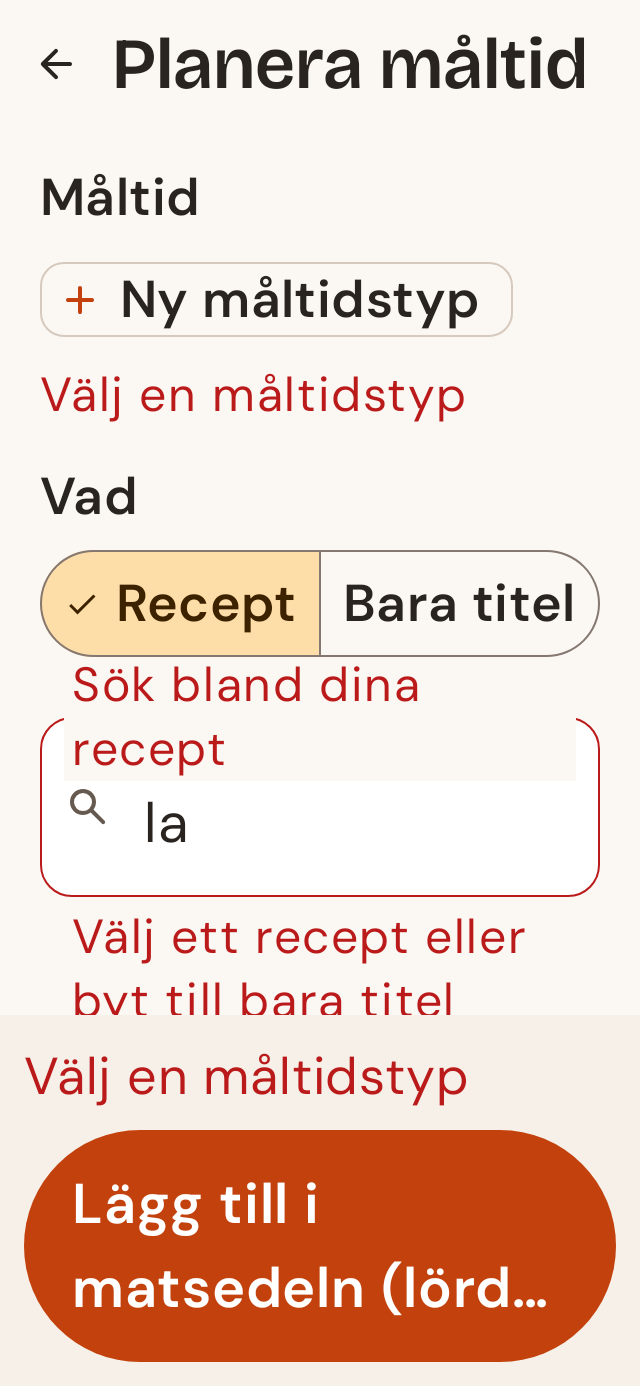 Planera måltid
Måltid
Ny måltidstyp
Välj en måltidstyp
Vad
Recept
Bara titel
Sök bland dina
recept
la
Välj ett recept eller
byt till bara titel
Välj en måltidstyp
Lägg till i
matsedeln (lörd…